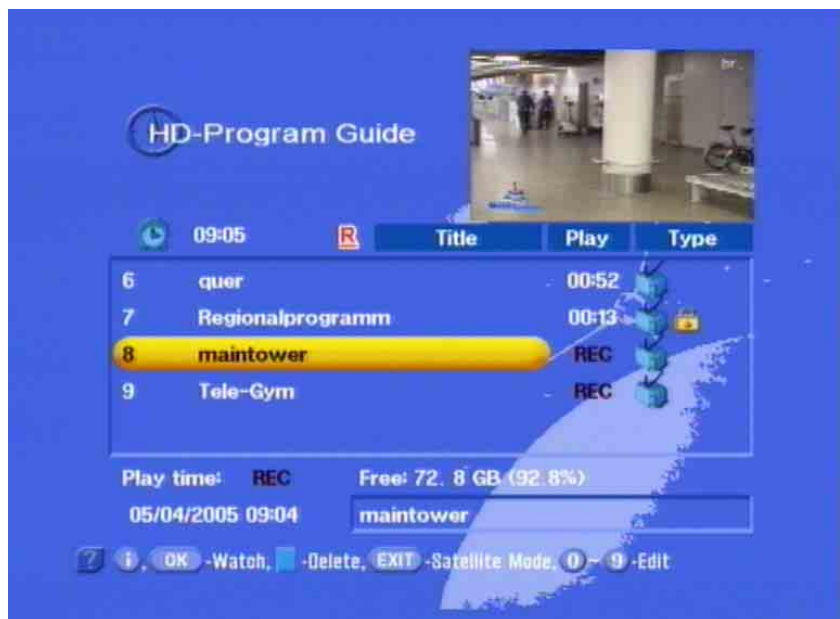 br
HD-Program Guide
09:05 R Title Play Type
6 quer 00:52
7 Regionalprogramm 00:13
8 maintower REC
9 Tele-Gym REC
Play time: REC Free: 72. 8 GB (92.8%)
05/04/2005 09:04 maintower
? i, OK -Watch, -Delete, EXIT -Satellite Mode, 0 ~ 9 -Edit